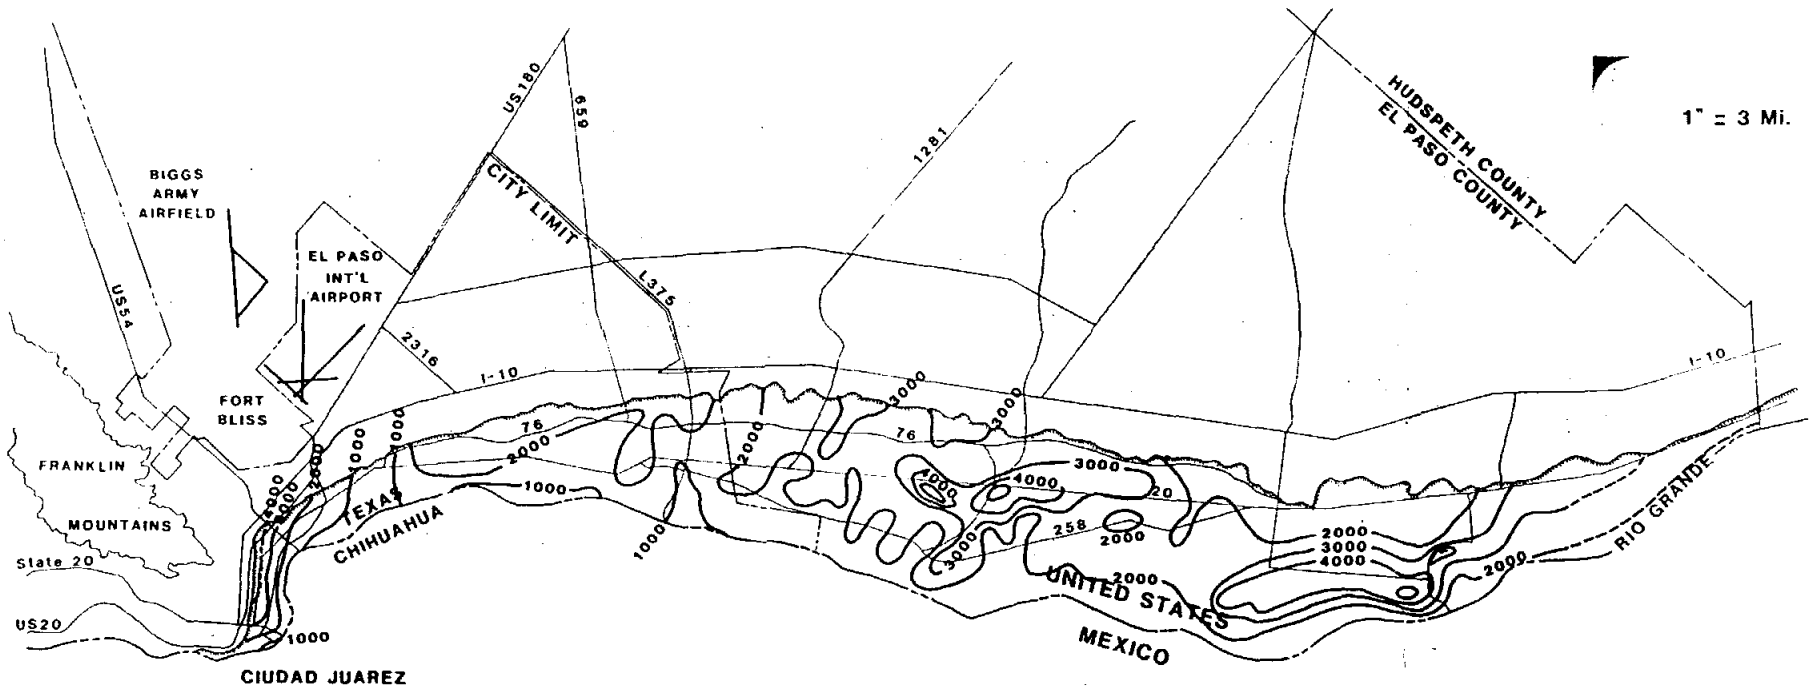 US180
659
1281
HUDSPETH COUNTY
EL PASO COUNTY
1" = 3 Mi.
BIGGS
ARMY
AIRFIELD
CITY LIMIT
EL PASO
INT'L
AIRPORT
US54
L375
2316
I-10
I-10
FORT
BLISS
3000
3000
76
76
2000
2000
1000
FRANKLIN
MOUNTAINS
TEXAS
CHIHUAHUA
1000
1000
4000
4000
3000
20
258
2000
3000
2000
3000
4000
2000
2000
RIO GRANDE
State 20
US20
1000
UNITED STATES
MEXICO
CIUDAD JUAREZ